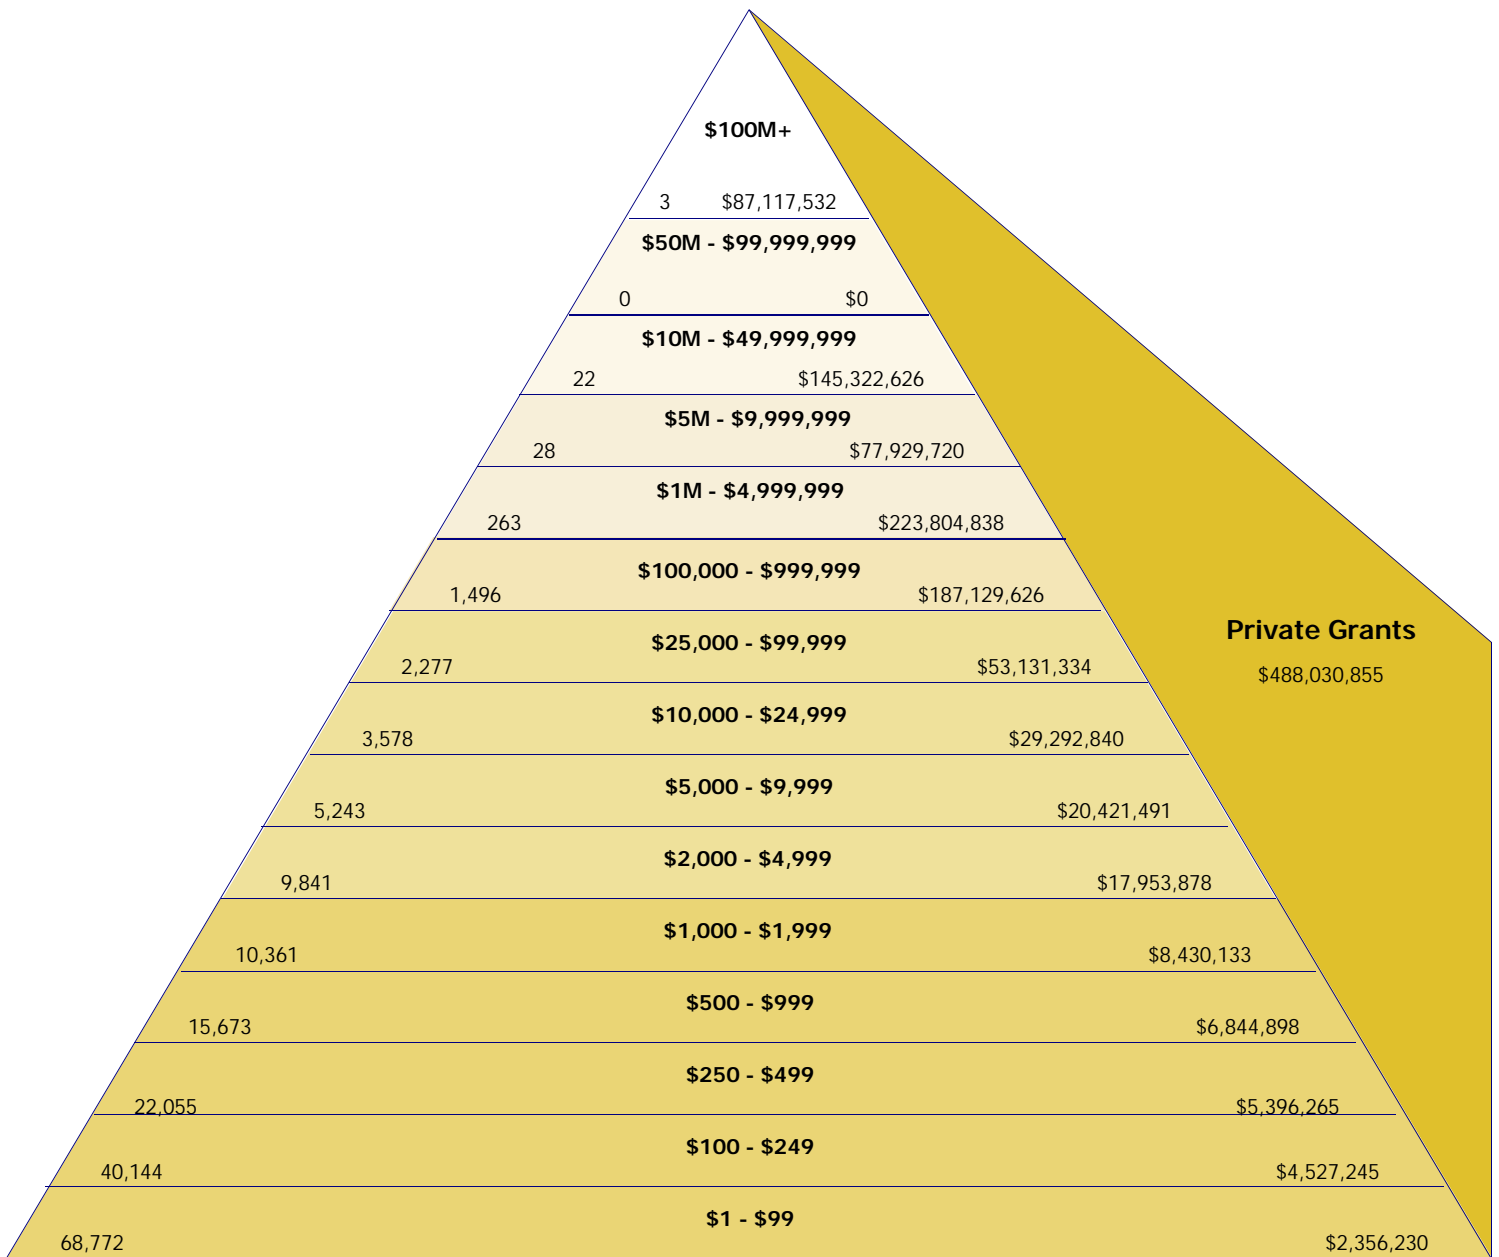 $100M+
3 $87,117,532
$50M - $99,999,999
0 $0
$10M - $49,999,999
22 $145,322,626
$5M - $9,999,999
28 $77,929,720
$1M - $4,999,999
263 $223,804,838
$100,000 - $999,999
1,496 $187,129,626
Private Grants
$25,000 - $99,999
2,277 $53,131,334
$488,030,855
$10,000 - $24,999
3,578 $29,292,840
$5,000 - $9,999
5,243 $20,421,491
$2,000 - $4,999
9,841 $17,953,878
$1,000 - $1,999
10,361 $8,430,133
$500 - $999
15,673 $6,844,898
$250 - $499
22,055 $5,396,265
$100 - $249
40,144 $4,527,245
$1 - $99
68,772 $2,356,230